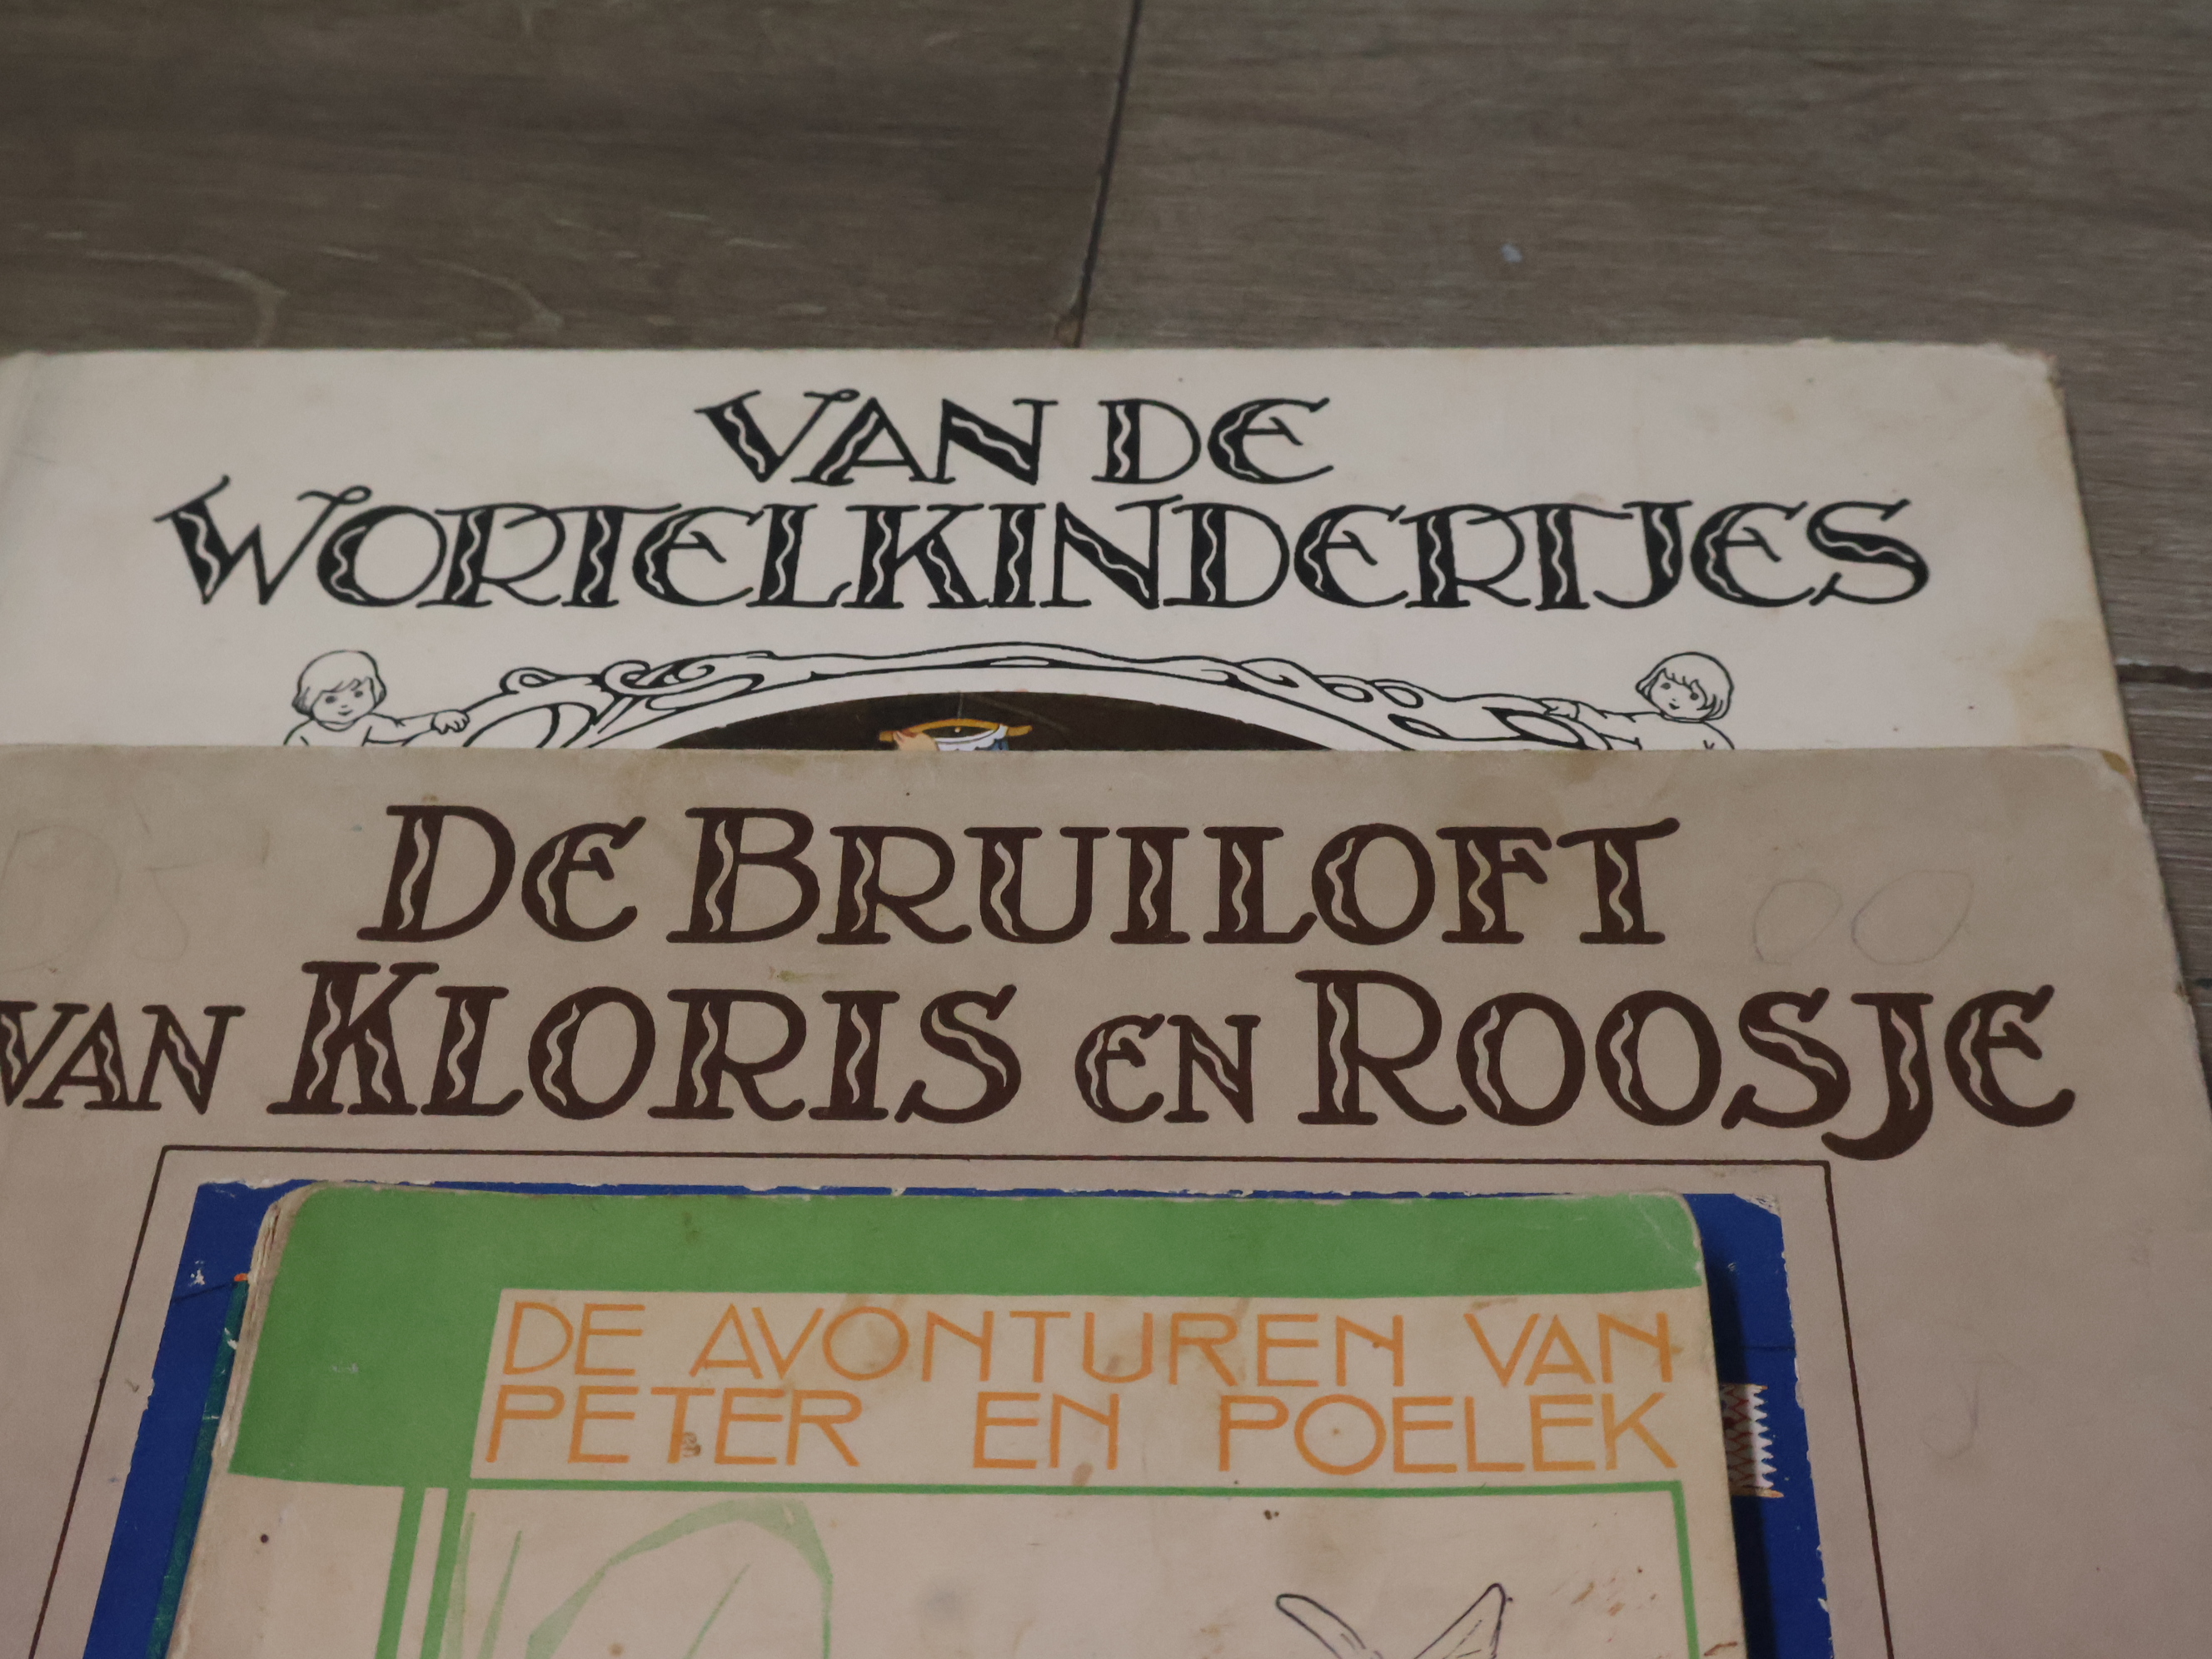 VAN DE
WORTELKINDERTJES
DE BRUILOFT
VAN KLORIS EN ROOSJE
DE AVONTUREN VAN
PETER EN POELEK